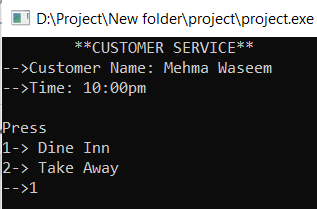 D:\Project\New folder\project\project.exe
**CUSTOMER SERVICE**
-->Customer Name: Mehma Waseem
-->Time: 10:00pm
Press
1-> Dine Inn
2-> Take Away
-->1